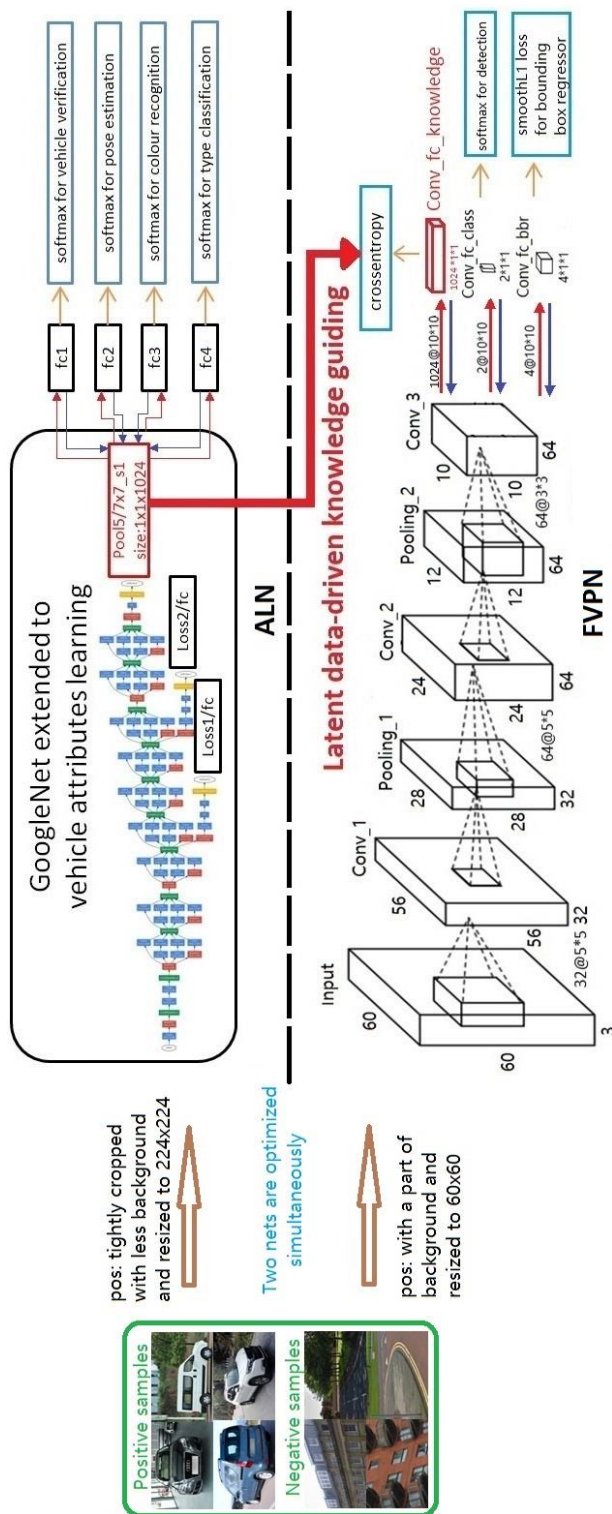 Positive samples
Negative samples
pos: tightly cropped
with less background
and resized to 224x224
Two nets are optimized
simultaneously
pos: with a part of
background and
resized to 60x60
GoogleNet extended to
vehicle attributes learning
Loss1/fc
Loss2/fc
Pool5/7x7_s1
size:1x1x1024
fc1
fc2
fc3
fc4
softmax for vehicle verification
softmax for pose estimation
softmax for colour recognition
softmax for type classification
ALN
Latent data-driven knowledge guiding
crossentropy
Input
60
60
3
32@5*5
Conv_1
56
56
32
Pooling_1
28
28
32
64@5*5
Conv_2
24
24
64
Pooling_2
12
12
64
64@3*3
Conv_3
10
10
64
1024@10*10
2@10*10
4@10*10
Conv_fc_knowledge
1024*1*1
Conv_fc_class
2*1*1
Conv_fc_bbr
4*1*1
softmax for detection
smoothL1 loss
for bounding
box regressor
FVPN